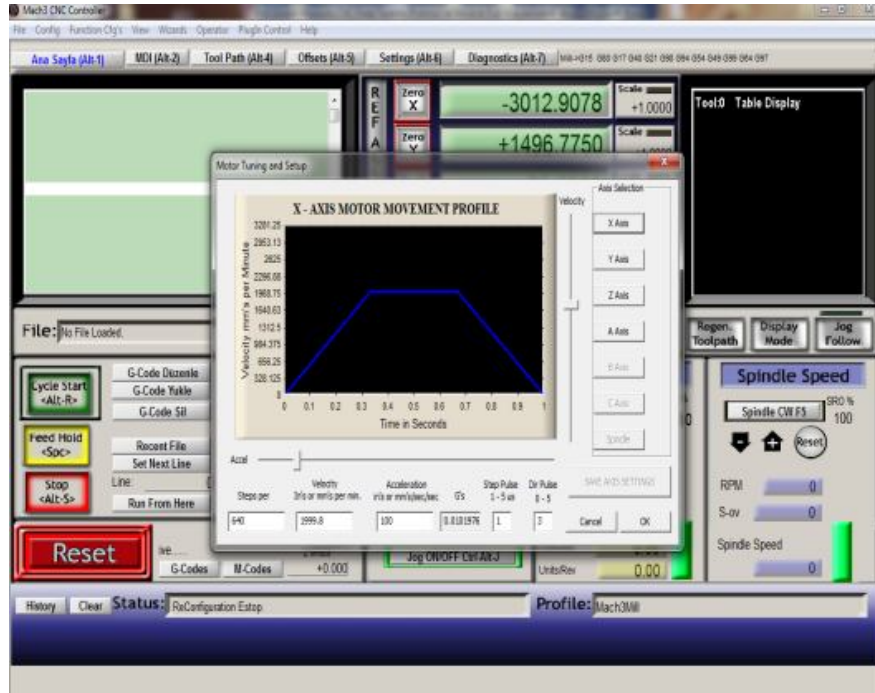 Mach3 CNC Controller
File Config Function Cfg's View Wizards Operator PlugIn Control Help
Ana Sayfa (Alt-1) MDI (Alt-2) Tool Path (Alt-4) Offsets (Alt-5) Settings (Alt-6) Diagnostics (Alt-7)
REFA
Zero X -3012.9078 Scale +1.0000
Tool:0 Table Display
Zero Y +1496.7750 Scale
Motor Tuning and Setup
X - AXIS MOTOR MOVEMENT PROFILE
Velocity mm's per Minute
3281.25
2953.13
2625
2296.88
1968.75
1640.63
1312.5
984.375
656.25
328.125
0
0 0.1 0.2 0.3 0.4 0.5 0.6 0.7 0.8 0.9 1
Time in Seconds
Velocity
Axis Selection
X Axis
Y Axis
Z Axis
A Axis
B Axis
C Axis
Spindle
Accel
Steps per
640
Velocity
In's or mm's per min.
1999.8
Acceleration
in's or mm's/sec/sec
100
G's
0.0101976
Step Pulse
1 - 5 us
1
Dir Pulse
0 - 5
3
SAVE AXIS SETTINGS
Cancel OK
File: No File Loaded.
Regen. Toolpath
Display Mode
Jog Follow
Cycle Start <Alt-R>
G-Code Düzenle
G-Code Yukle
G-Code Sil
Feed Hold <Spc>
Recent File
Set Next Line
Line:
Stop <Alt-S>
Run From Here
Reset
G-Codes M-Codes +0.000
Jog ON/OFF Ctrl-Alt-J
Units/Rev 0.00
Spindle Speed
Spindle CW F5
SRO %
100
Reset
RPM 0
S-ov 0
Spindle Speed
0
History Clear Status: ReConfiguration Estop
Profile: Mach3Mill